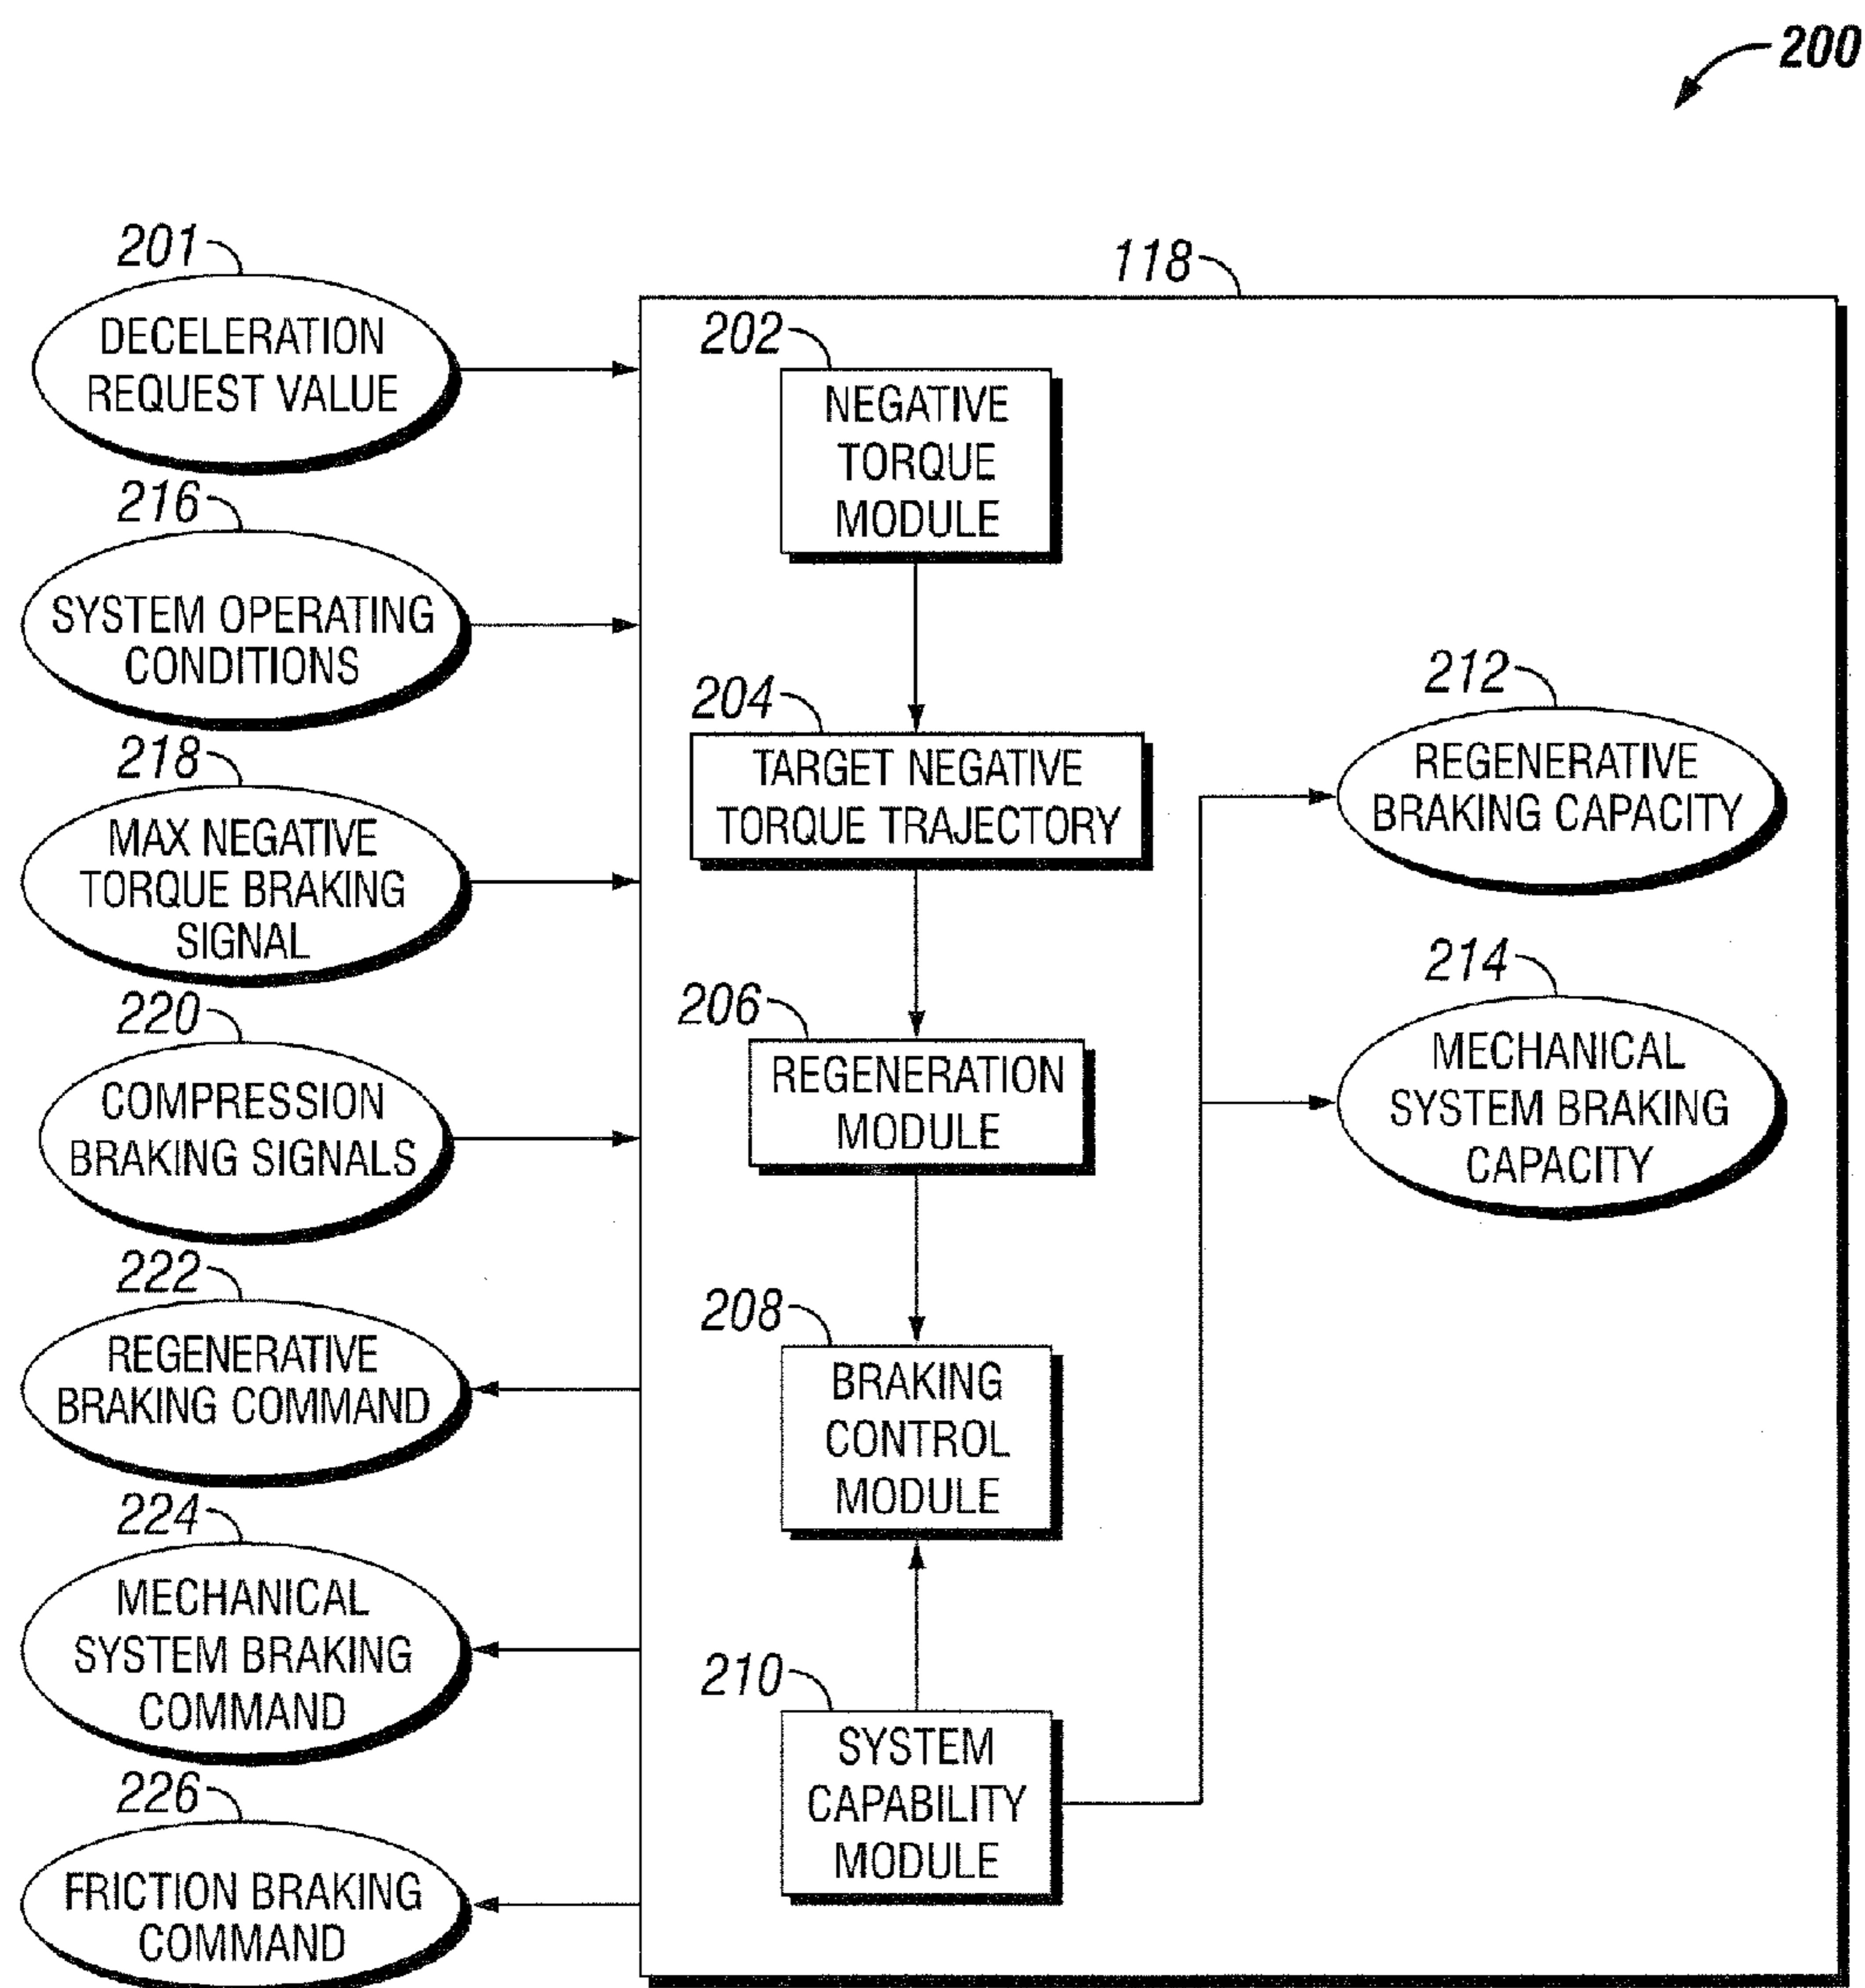 200
201
DECELERATION
REQUEST VALUE
216
SYSTEM OPERATING
CONDITIONS
218
MAX NEGATIVE
TORQUE BRAKING
SIGNAL
220
COMPRESSION
BRAKING SIGNALS
222
REGENERATIVE
BRAKING COMMAND
224
MECHANICAL
SYSTEM BRAKING
COMMAND
226
FRICTION BRAKING
COMMAND
118
202
NEGATIVE
TORQUE
MODULE
204
TARGET NEGATIVE
TORQUE TRAJECTORY
206
REGENERATION
MODULE
208
BRAKING
CONTROL
MODULE
210
SYSTEM
CAPABILITY
MODULE
212
REGENERATIVE
BRAKING CAPACITY
214
MECHANICAL
SYSTEM BRAKING
CAPACITY